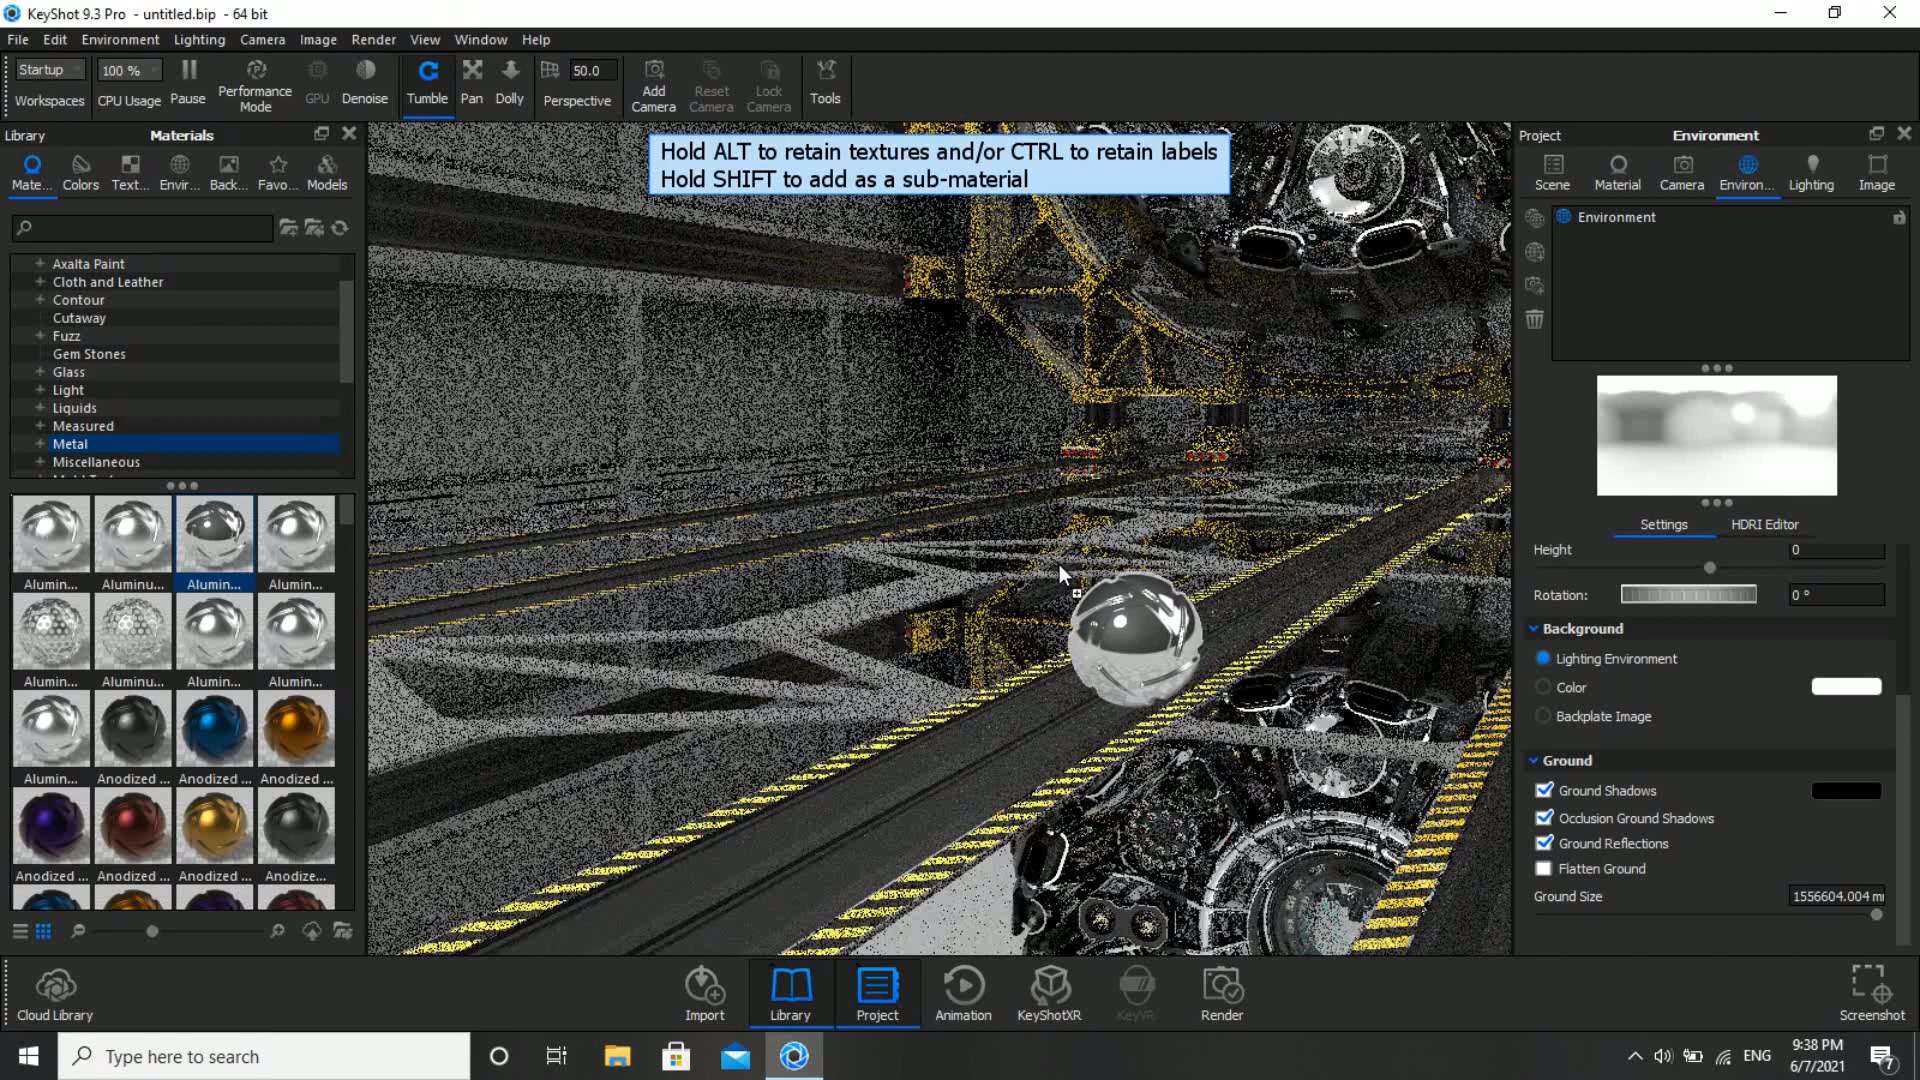 KeyShot 9.3 Pro - untitled.bip - 64 bit
File Edit Environment Lighting Camera Image Render View Window Help
Startup
Workspaces
100 %
CPU Usage
Pause
Performance
Mode
GPU
Denoise
Tumble
Pan
Dolly
50.0
Perspective
Add
Camera
Reset
Camera
Lock
Camera
Tools
Library
Materials
Mate...
Colors
Text...
Envir...
Back...
Favo...
Models
Axalta Paint
Cloth and Leather
Contour
Cutaway
Fuzz
Gem Stones
Glass
Light
Liquids
Measured
Metal
Miscellaneous
Alumin... Aluminu... Alumin... Alumin...
Alumin... Aluminu... Alumin... Alumin...
Alumin... Anodized ... Anodized ... Anodized ...
Anodized ... Anodized ... Anodized ... Anodize...
Hold ALT to retain textures and/or CTRL to retain labels
Hold SHIFT to add as a sub-material
Project
Environment
Scene
Material
Camera
Environ...
Lighting
Image
Environment
Settings
HDRI Editor
Height 0
Rotation: 0 °
Background
Lighting Environment
Color
Backplate Image
Ground
Ground Shadows
Occlusion Ground Shadows
Ground Reflections
Flatten Ground
Ground Size 1556604.004 m
Cloud Library
Import
Library
Project
Animation
KeyShotXR
KeyVR
Render
Screenshot
Type here to search
ENG
9:38 PM
6/7/2021
7